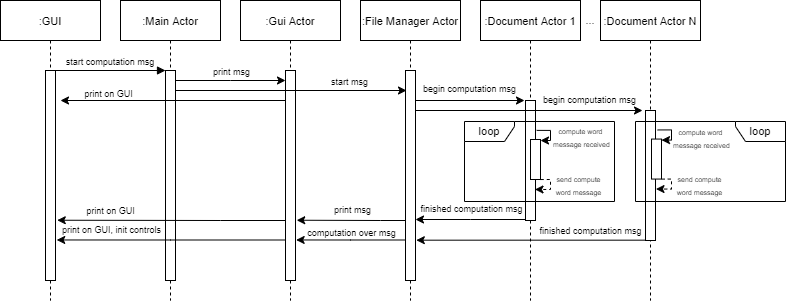 :GUI
:Main Actor
:Gui Actor
:File Manager Actor
:Document Actor 1
...
:Document Actor N
start computation msg
print msg
start msg
begin computation msg
print on GUI
begin computation msg
loop
compute word
message received
send compute
word message
compute word
message received
loop
send compute
word message
finished computation msg
print msg
print on GUI
finished computation msg
computation over msg
print on GUI, init controls